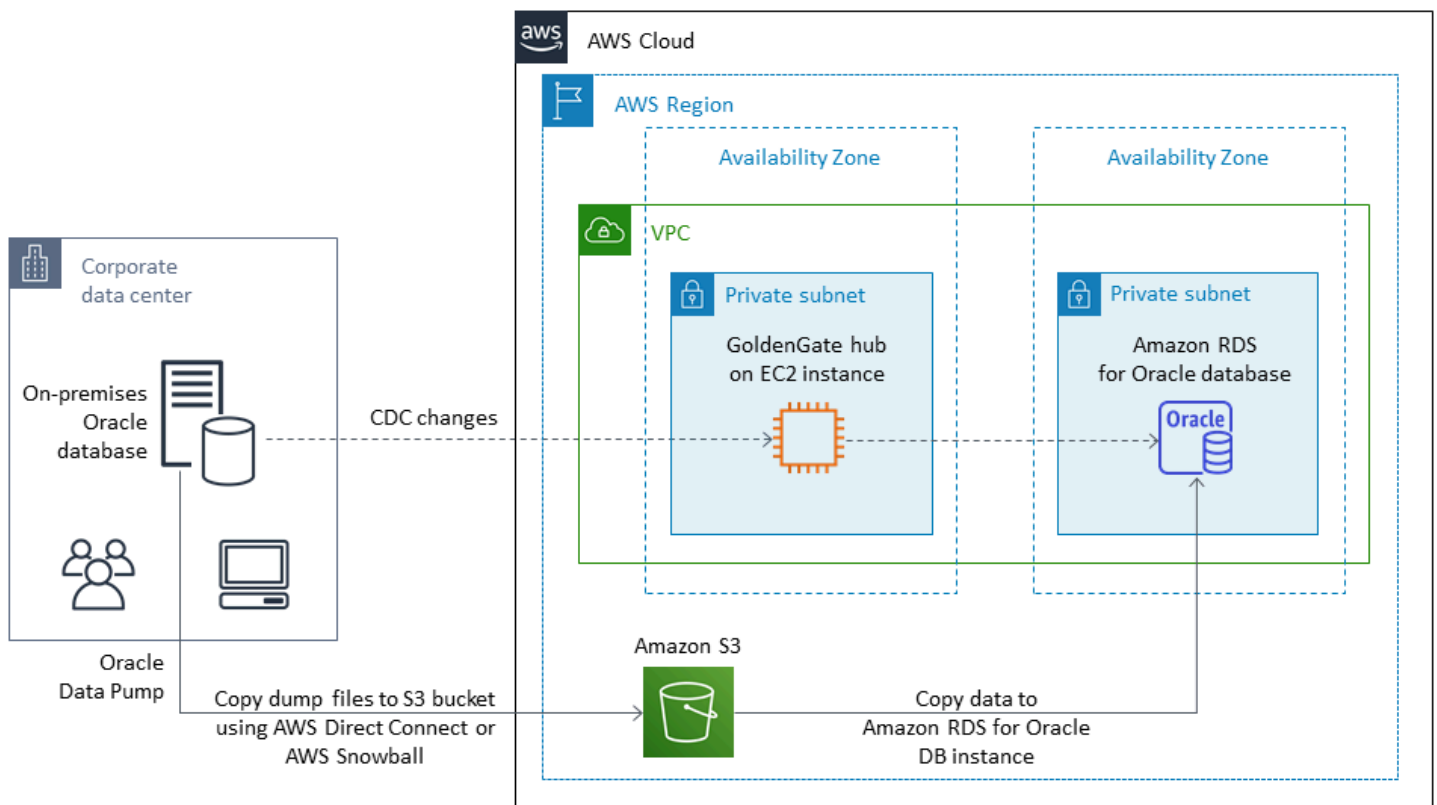 aws
AWS Cloud
AWS Region
Availability Zone
Availability Zone
VPC
Corporate
data center
Private subnet
Private subnet
GoldenGate hub
on EC2 instance
Amazon RDS
for Oracle database
On-premises
Oracle
database
CDC changes
Oracle
Oracle
Data Pump
Copy dump files to S3 bucket
using AWS Direct Connect or
AWS Snowball
Amazon S3
Copy data to
Amazon RDS for Oracle
DB instance